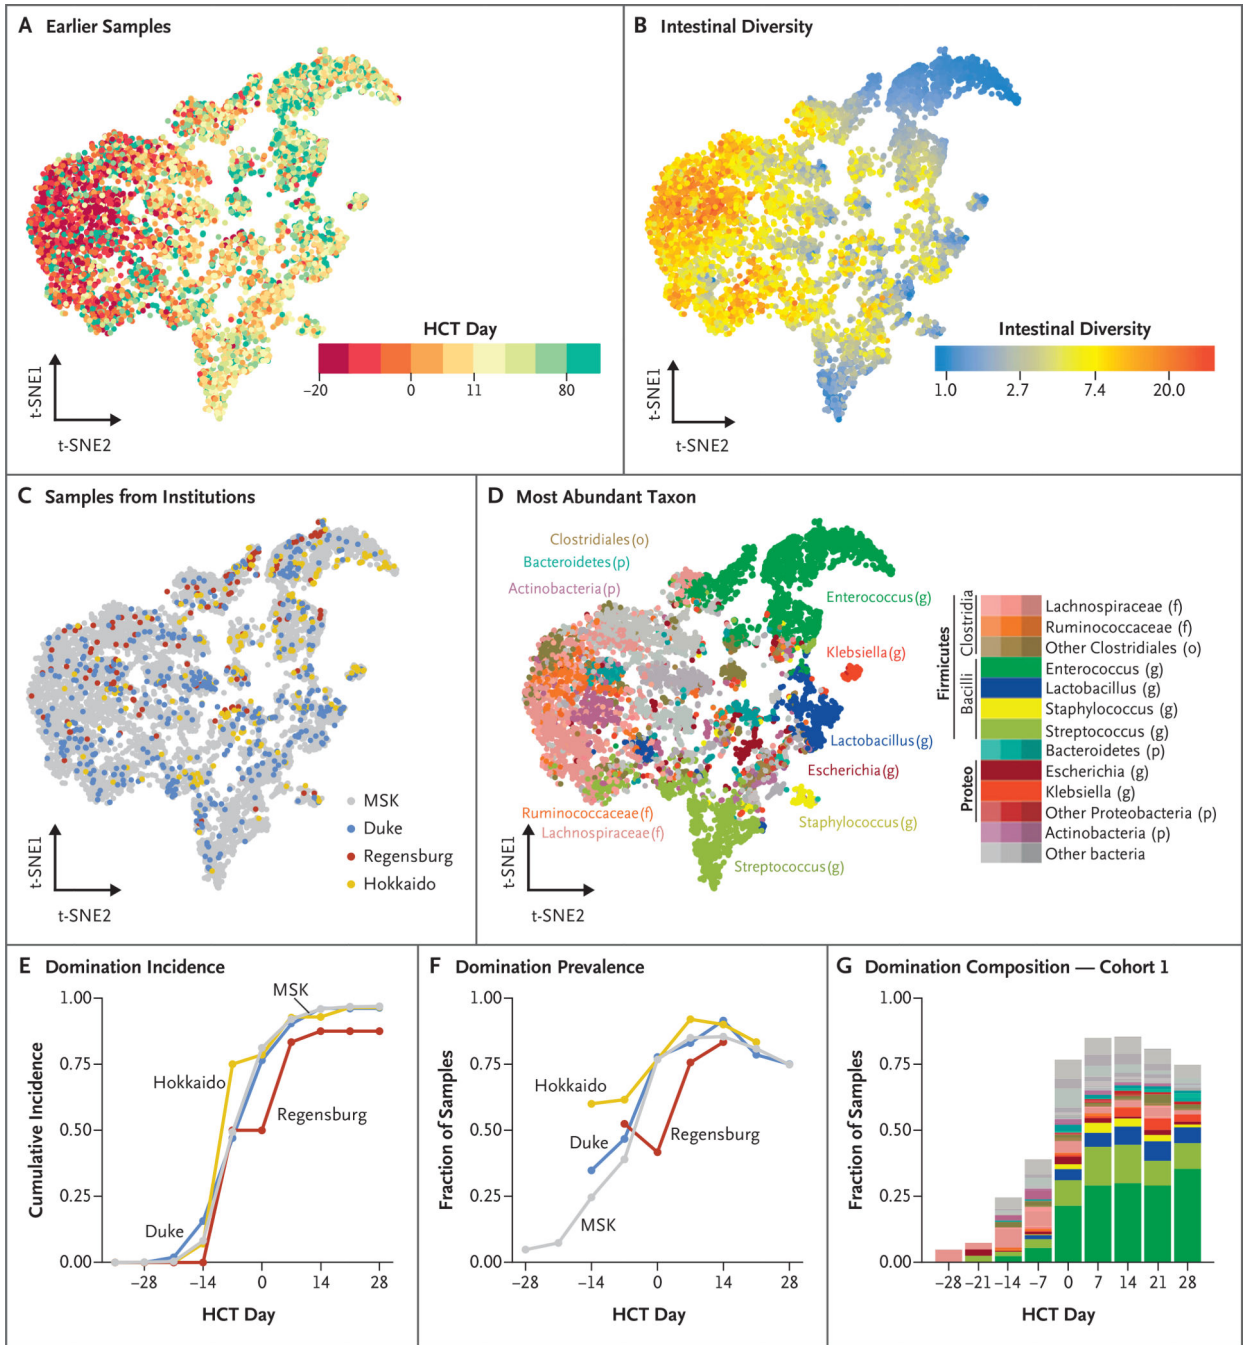 A Earlier Samples
HCT Day
−20 0 11 80
t-SNE1
t-SNE2
B Intestinal Diversity
Intestinal Diversity
1.0 2.7 7.4 20.0
t-SNE1
t-SNE2
C Samples from Institutions
MSK
Duke
Regensburg
Hokkaido
t-SNE1
t-SNE2
D Most Abundant Taxon
Clostridiales (o)
Bacteroidetes (p)
Actinobacteria (p)
Enterococcus (g)
Klebsiella (g)
Lactobacillus (g)
Escherichia (g)
Ruminococcaceae (f)
Lachnospiraceae (f)
Staphylococcus (g)
Streptococcus (g)
t-SNE1
t-SNE2
Firmicutes
Clostridia
Bacilli
Proteo
Lachnospiraceae (f)
Ruminococcaceae (f)
Other Clostridiales (o)
Enterococcus (g)
Lactobacillus (g)
Staphylococcus (g)
Streptococcus (g)
Bacteroidetes (p)
Escherichia (g)
Klebsiella (g)
Other Proteobacteria (p)
Actinobacteria (p)
Other bacteria
E Domination Incidence
Cumulative Incidence
1.00
0.75
0.50
0.25
0.00
MSK
Hokkaido
Regensburg
Duke
−28 −14 0 14 28
HCT Day
F Domination Prevalence
Fraction of Samples
1.00
0.75
0.50
0.25
0.00
Hokkaido
Duke
Regensburg
MSK
−28 −14 0 14 28
HCT Day
G Domination Composition — Cohort 1
Fraction of Samples
1.00
0.75
0.50
0.25
0.00
−28 −21 −14 −7 0 7 14 21 28
HCT Day